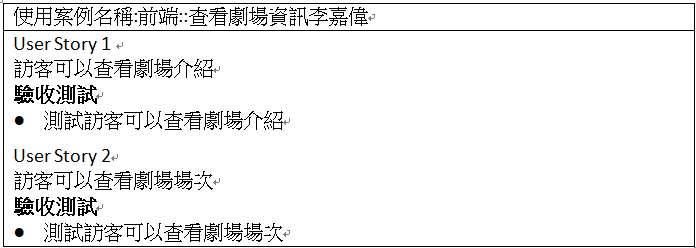 使用案例名稱:前端::查看劇場資訊李嘉偉
User Story 1
訪客可以查看劇場介紹
驗收測試
● 測試訪客可以查看劇場介紹
User Story 2
訪客可以查看劇場場次
驗收測試
● 測試訪客可以查看劇場場次